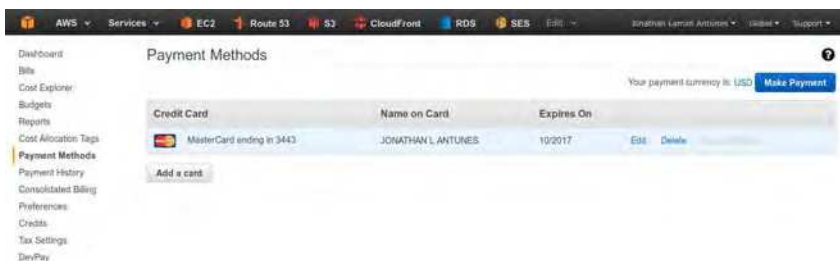 AWS Services EC2 Route 53 S3 CloudFront RDS SES Edit Jonathan Lamon Antunes Global Support
Dashboard
Bills
Cost Explorer
Budgets
Reports
Cost Allocation Tags
Payment Methods
Payment History
Consolidated Billing
Preferences
Credits
Tax Settings
DevPay
Payment Methods
?
Your payment currency is: USD Make Payment
Credit Card Name on Card Expires On
MasterCard ending in 3443 JONATHAN L ANTUNES 10/2017 Edit Delete
Add a card